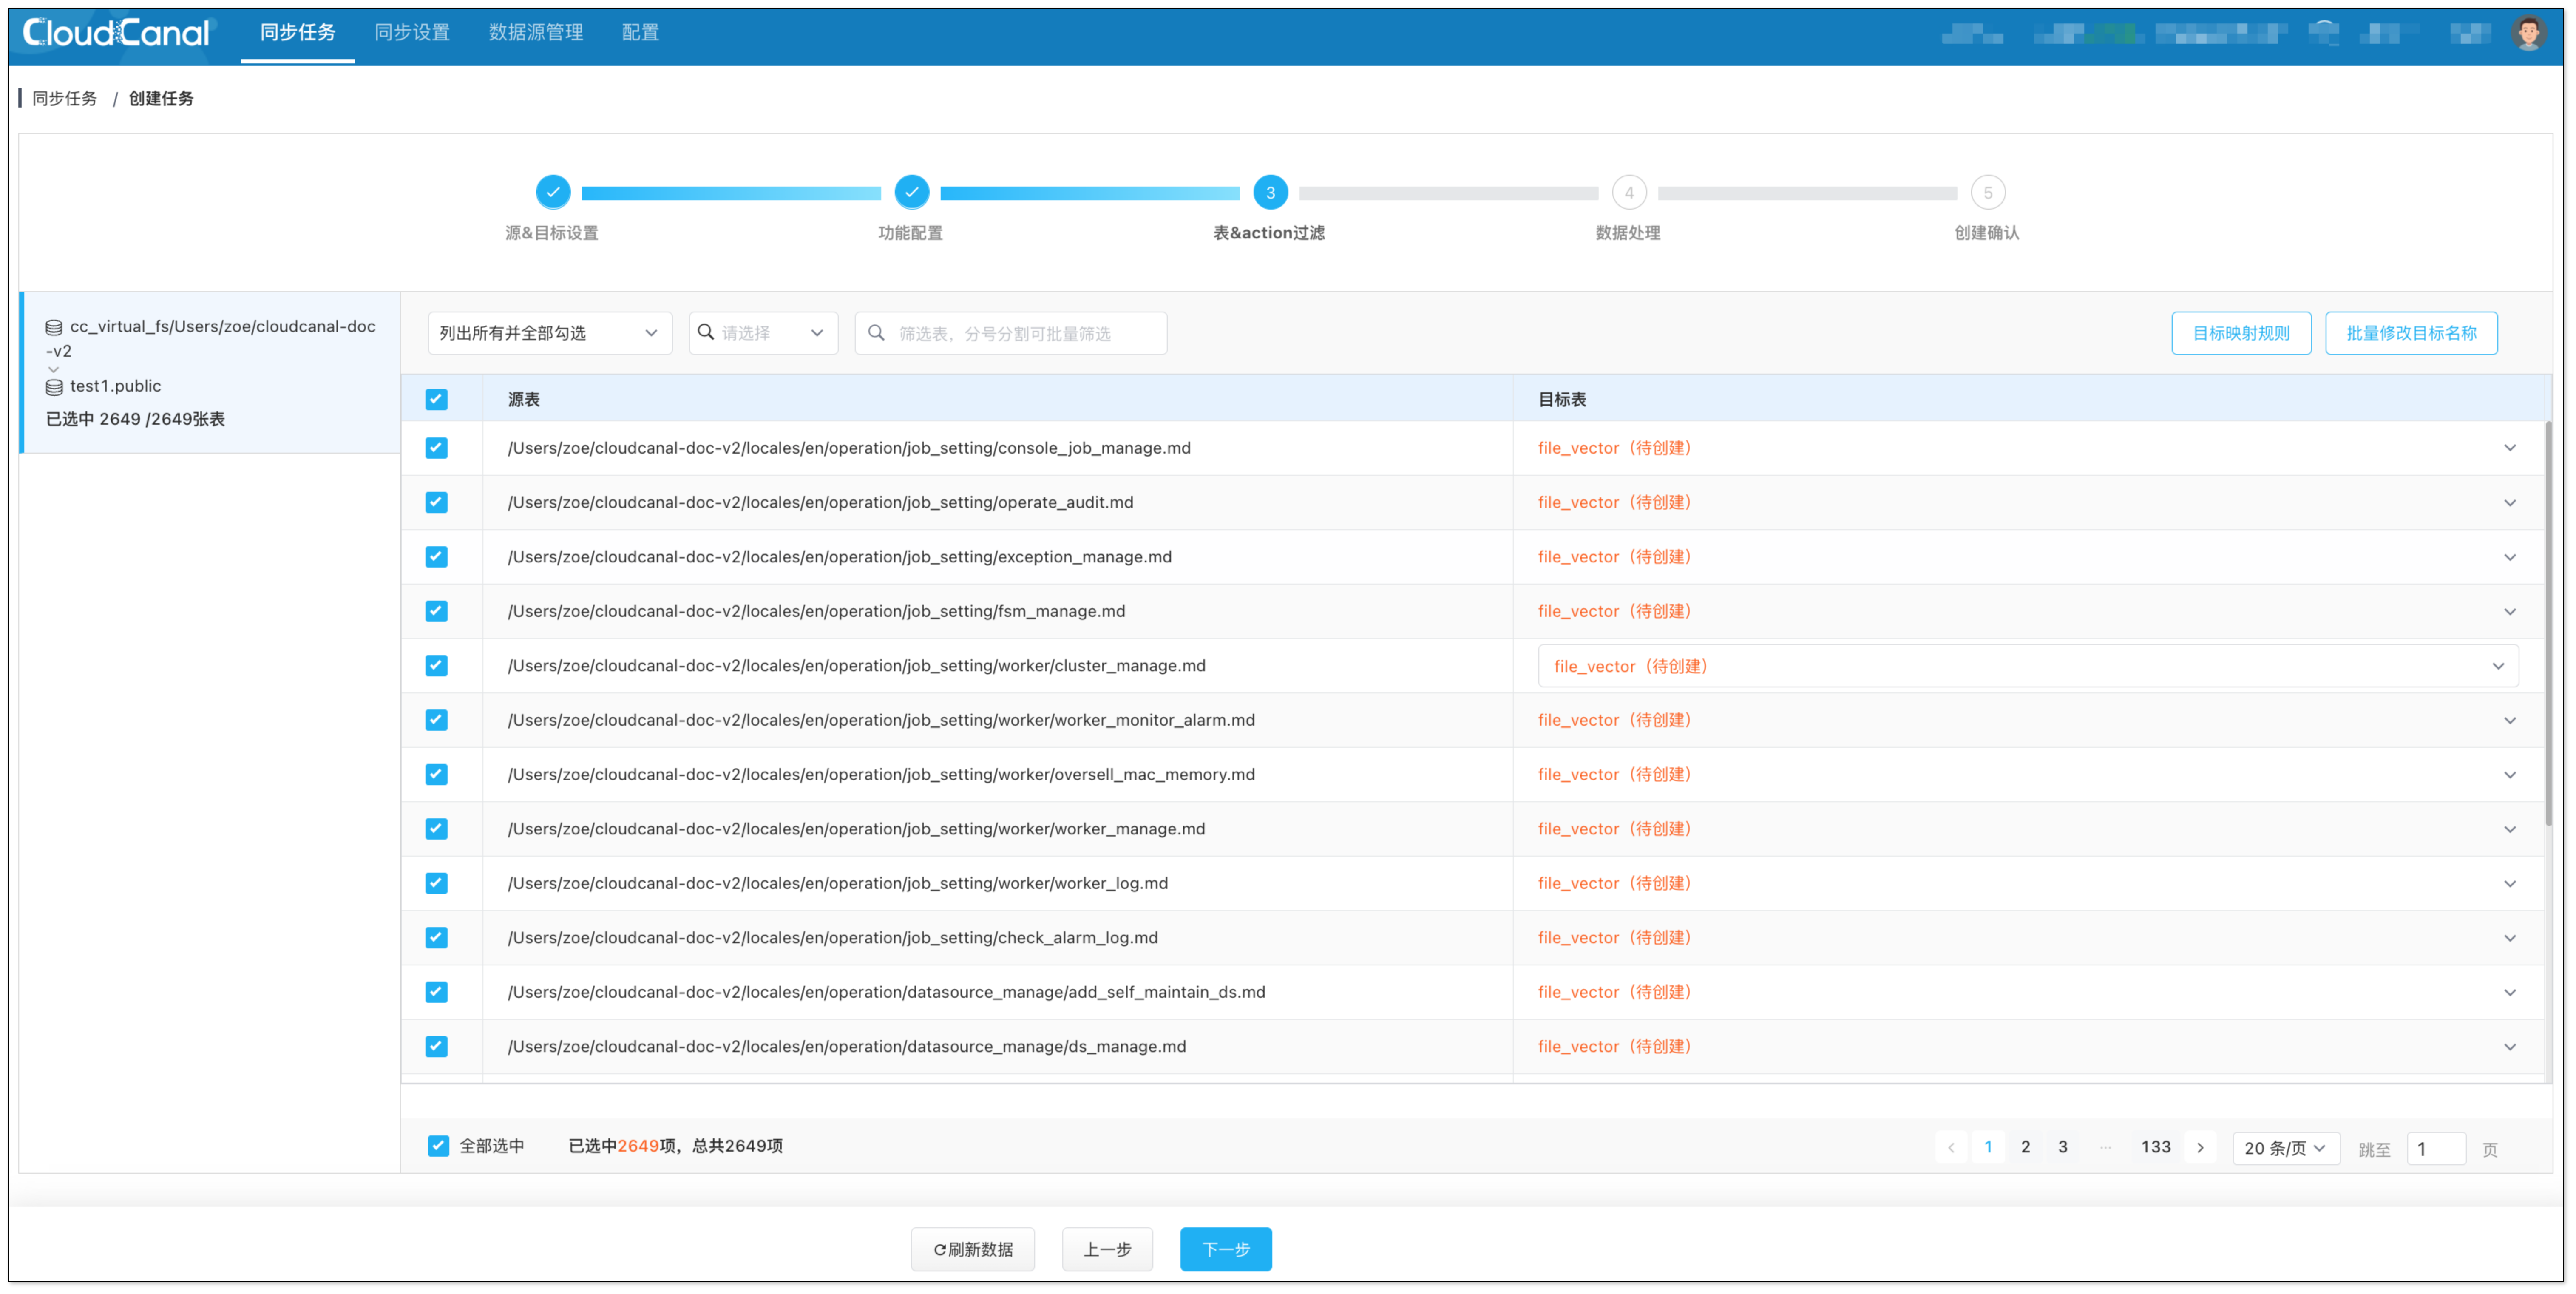 CloudCanal 同步任务 同步设置 数据源管理 配置
同步任务 / 创建任务
3 4 5
源&目标设置 功能配置 表&action过滤 数据处理 创建确认
cc_virtual_fs/Users/zoe/cloudcanal-doc
-v2
test1.public
已选中 2649 /2649张表
列出所有并全部勾选 请选择 筛选表，分号分割可批量筛选 目标映射规则 批量修改目标名称
源表 目标表
/Users/zoe/cloudcanal-doc-v2/locales/en/operation/job_setting/console_job_manage.md file_vector（待创建）
/Users/zoe/cloudcanal-doc-v2/locales/en/operation/job_setting/operate_audit.md file_vector（待创建）
/Users/zoe/cloudcanal-doc-v2/locales/en/operation/job_setting/exception_manage.md file_vector（待创建）
/Users/zoe/cloudcanal-doc-v2/locales/en/operation/job_setting/fsm_manage.md file_vector（待创建）
/Users/zoe/cloudcanal-doc-v2/locales/en/operation/job_setting/worker/cluster_manage.md file_vector（待创建）
/Users/zoe/cloudcanal-doc-v2/locales/en/operation/job_setting/worker/worker_monitor_alarm.md file_vector（待创建）
/Users/zoe/cloudcanal-doc-v2/locales/en/operation/job_setting/worker/oversell_mac_memory.md file_vector（待创建）
/Users/zoe/cloudcanal-doc-v2/locales/en/operation/job_setting/worker/worker_manage.md file_vector（待创建）
/Users/zoe/cloudcanal-doc-v2/locales/en/operation/job_setting/worker/worker_log.md file_vector（待创建）
/Users/zoe/cloudcanal-doc-v2/locales/en/operation/job_setting/check_alarm_log.md file_vector（待创建）
/Users/zoe/cloudcanal-doc-v2/locales/en/operation/datasource_manage/add_self_maintain_ds.md file_vector（待创建）
/Users/zoe/cloudcanal-doc-v2/locales/en/operation/datasource_manage/ds_manage.md file_vector（待创建）
全部选中 已选中2649项，总共2649项 1 2 3 ··· 133 20 条/页 跳至 1 页
刷新数据 上一步 下一步